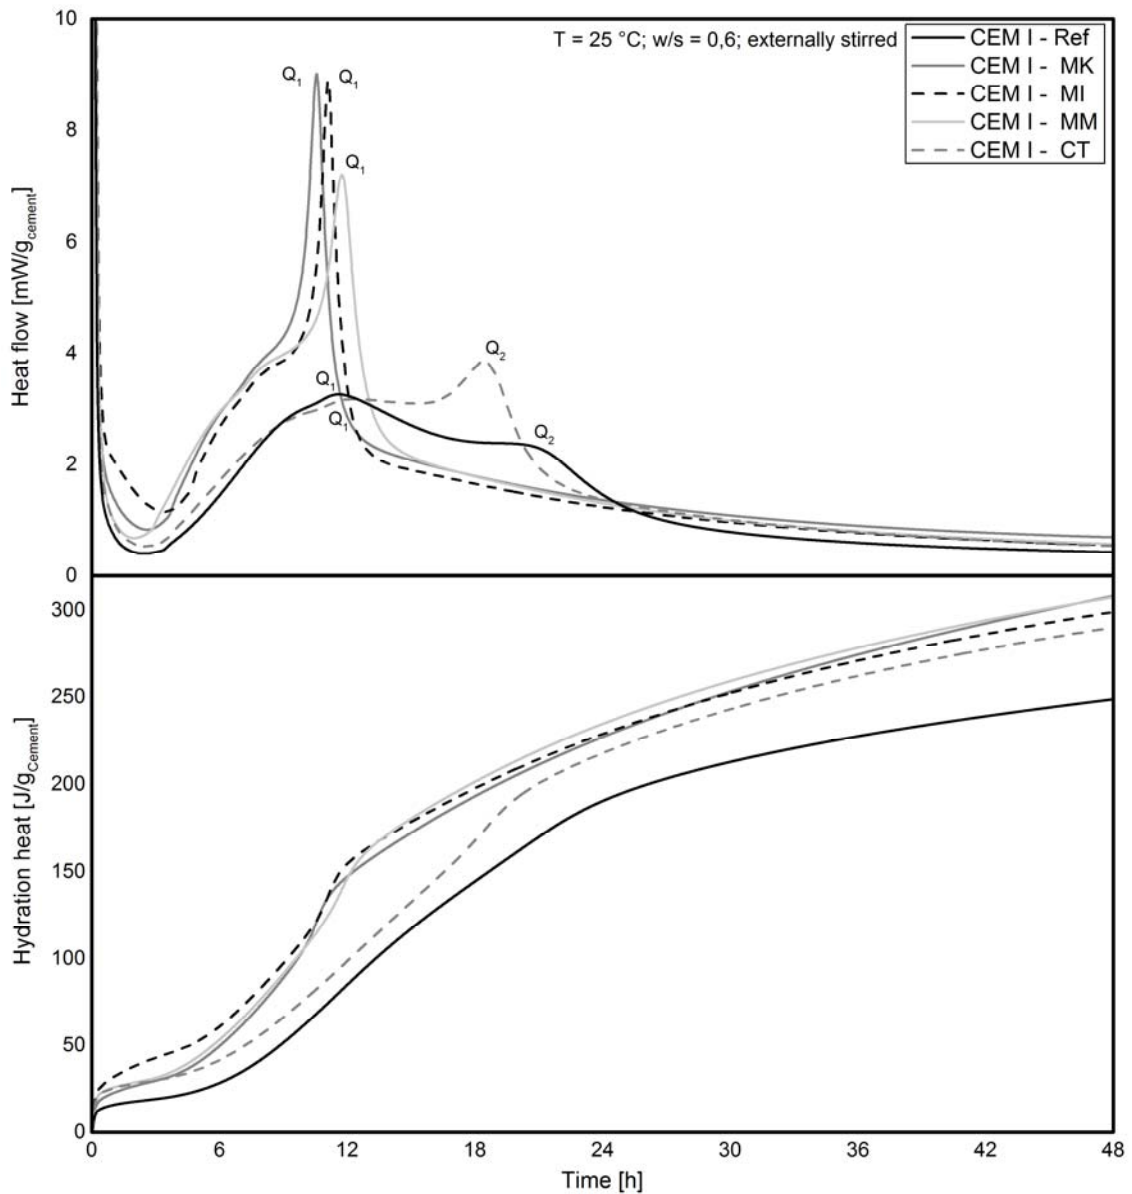 10
T = 25 °C; w/s = 0,6; externally stirred
CEM I - Ref
CEM I - MK
CEM I - MI
CEM I - MM
CEM I - CT
Q1
Q1
8
Q1
6
Heat flow [mW/gcement]
4
Q2
Q1
Q1
Q2
2
0
300
250
200
Hydration heat [J/gCement]
150
100
50
0
0 6 12 18 24 30 36 42 48
Time [h]